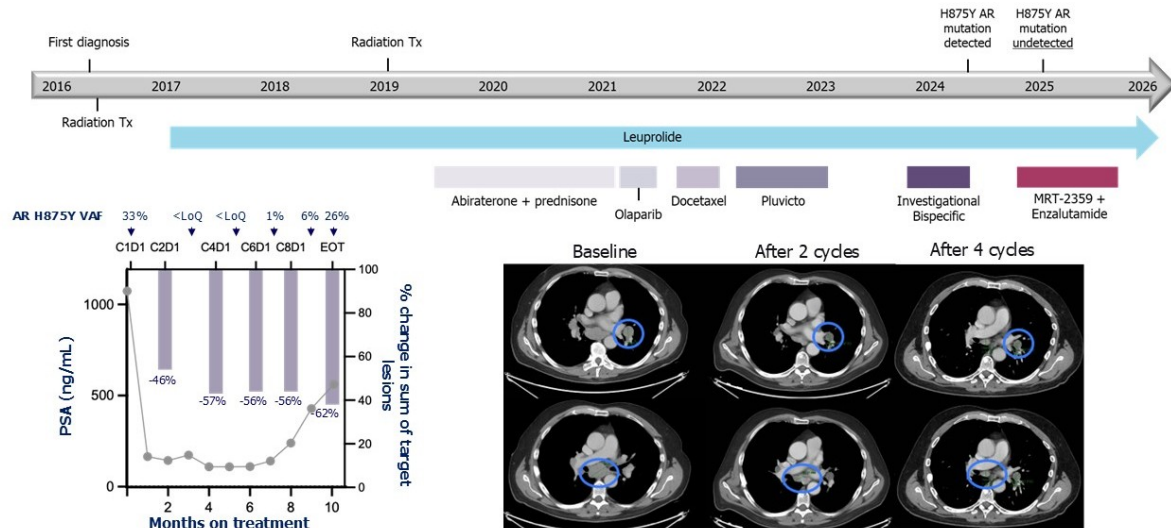 H875Y AR
mutation
detected
H875Y AR
mutation
undetected
First diagnosis
Radiation Tx
2016
2017
2018
2019
2020
2021
2022
2023
2024
2025
2026
Radiation Tx
Leuprolide
Abiraterone + prednisone
Olaparib
Docetaxel
Pluvicto
Investigational
Bispecific
MRT-2359 +
Enzalutamide
AR H875Y VAF
33%
<LoQ
<LoQ
1%
6%
26%
C1D1
C2D1
C4D1
C6D1
C8D1
EOT
PSA (ng/mL)
1000
500
0
-46%
-57%
-56%
-56%
-62%
100
80
60
40
20
0
% change in sum of target
lesions
0
2
4
6
8
10
Months on treatment
Baseline
After 2 cycles
After 4 cycles